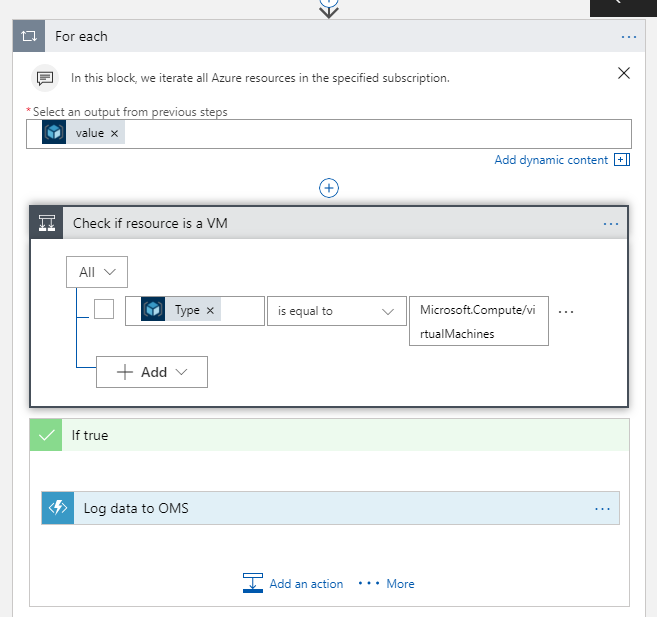 For each
In this block, we iterate all Azure resources in the specified subscription.
*Select an output from previous steps
value
Add dynamic content
Check if resource is a VM
All
Type
is equal to
Microsoft.Compute/vi
rtualMachines
Add
If true
Log data to OMS
Add an action
More